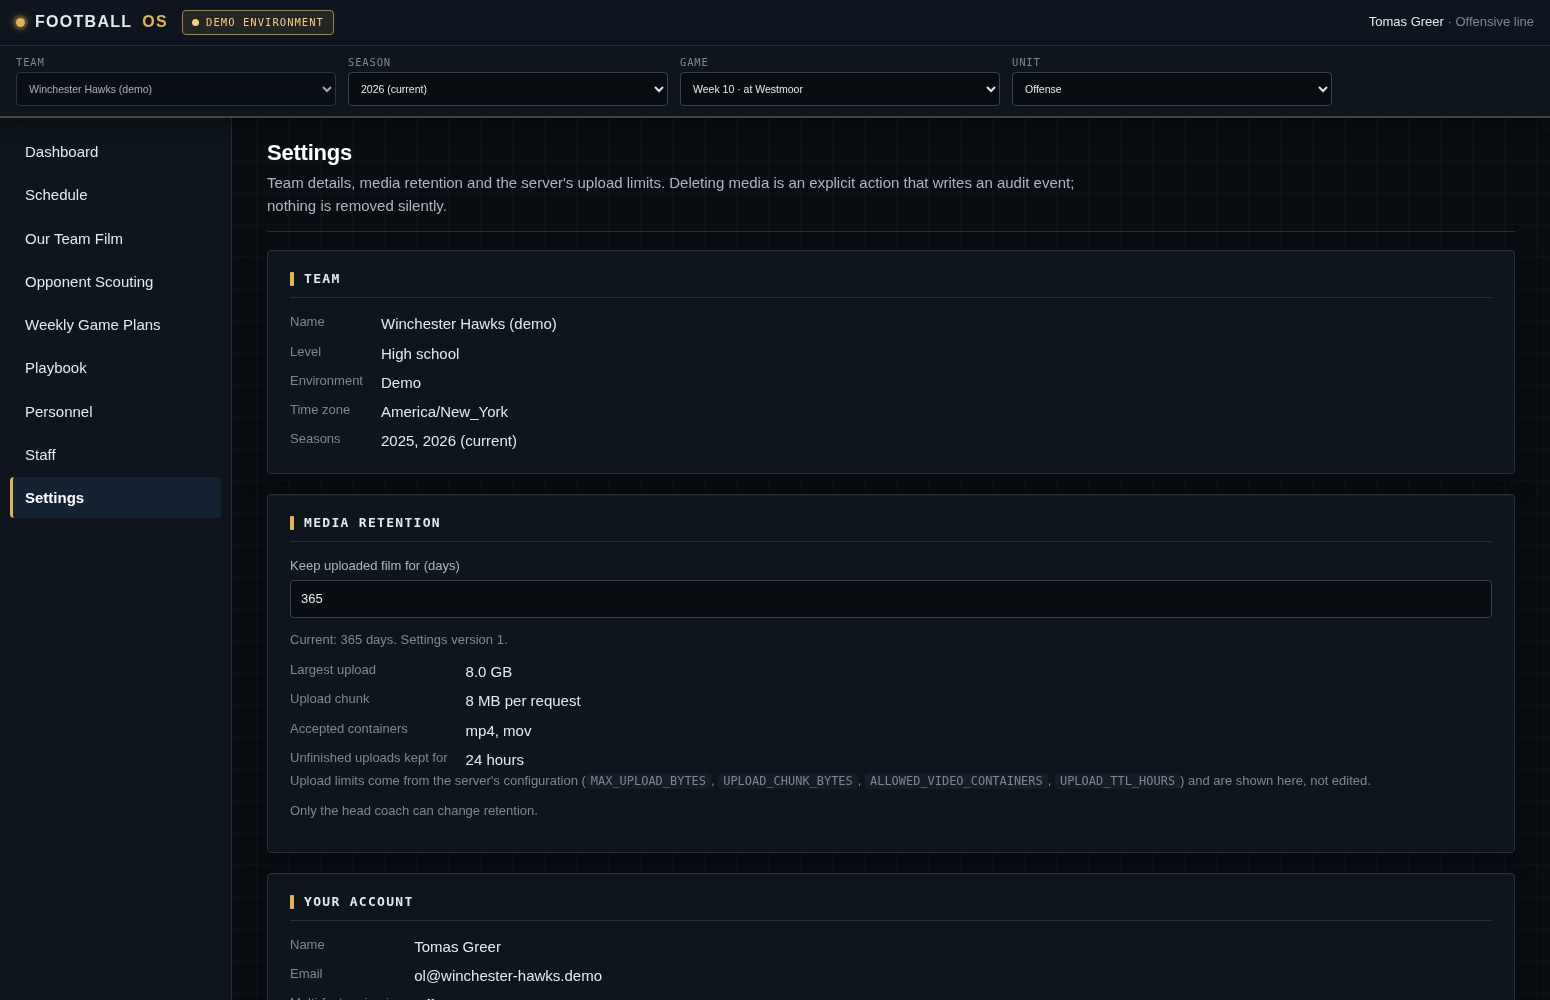 FOOTBALL OS
DEMO ENVIRONMENT
Tomas Greer · Offensive line
TEAM
SEASON
GAME
UNIT
Winchester Hawks (demo)
2026 (current)
Week 10 · at Westmoor
Offense
Dashboard
Schedule
Our Team Film
Opponent Scouting
Weekly Game Plans
Playbook
Personnel
Staff
Settings
Settings
Team details, media retention and the server's upload limits. Deleting media is an explicit action that writes an audit event;
nothing is removed silently.
TEAM
Name Winchester Hawks (demo)
Level High school
Environment Demo
Time zone America/New_York
Seasons 2025, 2026 (current)
MEDIA RETENTION
Keep uploaded film for (days)
365
Current: 365 days. Settings version 1.
Largest upload 8.0 GB
Upload chunk 8 MB per request
Accepted containers mp4, mov
Unfinished uploads kept for 24 hours
Upload limits come from the server's configuration (MAX_UPLOAD_BYTES, UPLOAD_CHUNK_BYTES, ALLOWED_VIDEO_CONTAINERS, UPLOAD_TTL_HOURS) and are shown here, not edited.
Only the head coach can change retention.
YOUR ACCOUNT
Name Tomas Greer
Email ol@winchester-hawks.demo